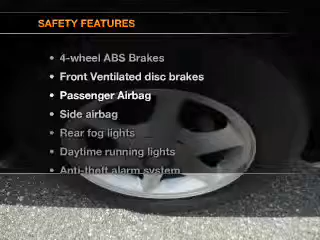 SAFETY FEATURES
• 4-wheel ABS Brakes
• Front Ventilated disc brakes
• Passenger Airbag
• Side airbag
• Rear fog lights
• Daytime running lights
• Anti-theft alarm system